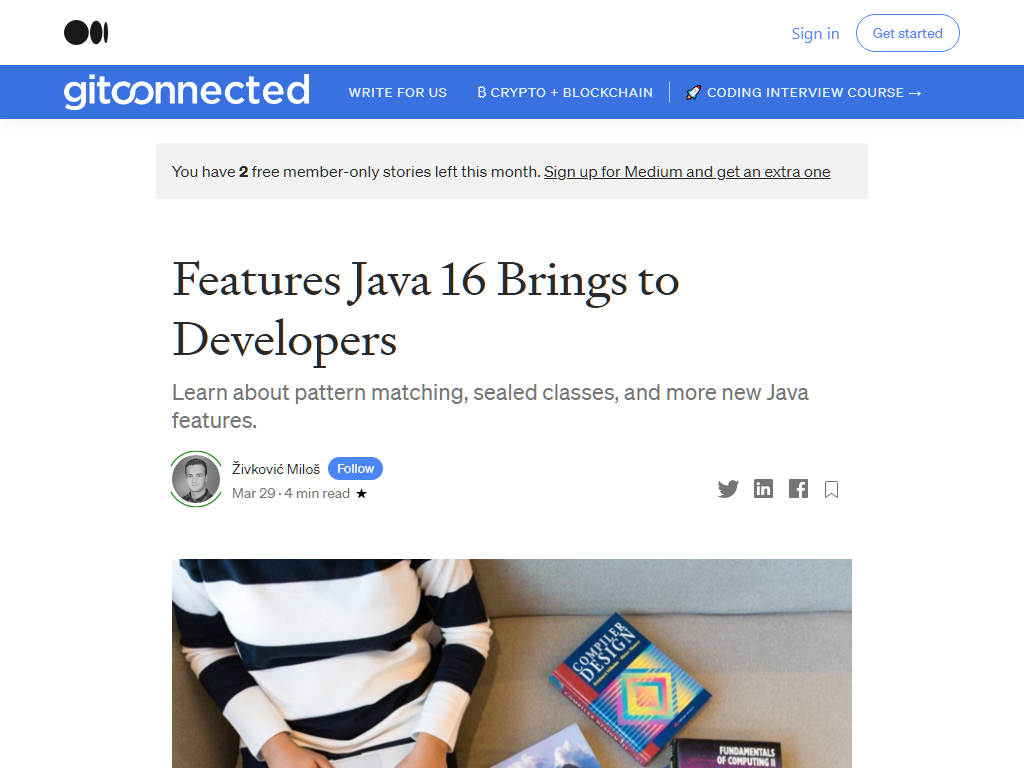 Sign in
Get started
gitconnected
WRITE FOR US
₿ CRYPTO + BLOCKCHAIN
🚀 CODING INTERVIEW COURSE →
You have 2 free member-only stories left this month. Sign up for Medium and get an extra one
Features Java 16 Brings to
Developers
Learn about pattern matching, sealed classes, and more new Java
features.
Živković Miloš
Follow
Mar 29 · 4 min read ★
COMPILER
DESIGN
COMPILER DESIGN
FUNDAMENTALS
OF COMPUTING II